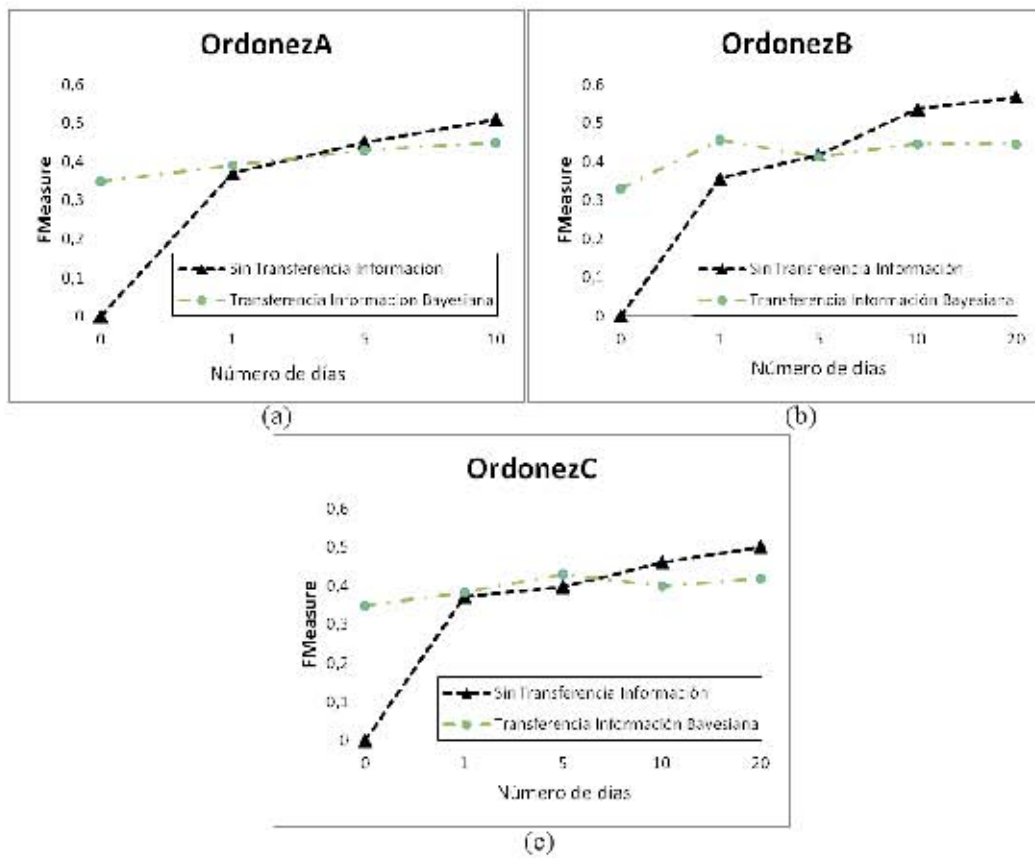 OrdonezA
0,6
0,5
0,4
0,3
0,2
0,1
0
FMeasure
Sin Transferencia Informacion
Transferencia Informacion Bayesiana
0 1 5 10
Número de días
(a)
OrdonezB
0,6
0,5
0,4
0,3
0,2
0,1
0
FMeasure
Sin Transferencia Información
Transferencia Información Bayesiana
0 1 5 10 20
Número de días
(b)
OrdonezC
0,6
0,5
0,4
0,3
0,2
0,1
0
FMeasure
Sin Transferencia Información
Transferencia Información Bayesiana
0 1 5 10 20
Número de días
(c)